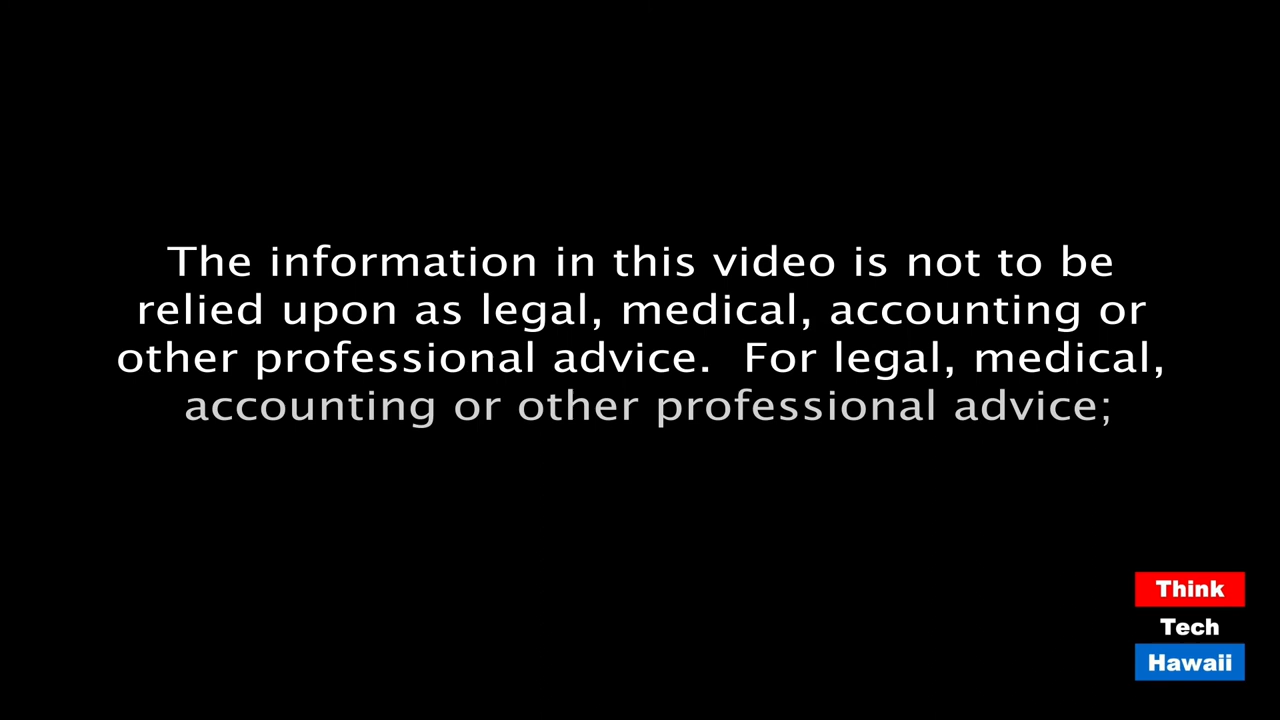 The information in this video is not to be
relied upon as legal, medical, accounting or
other professional advice.  For legal, medical,
accounting or other professional advice;
Think
Tech
Hawaii